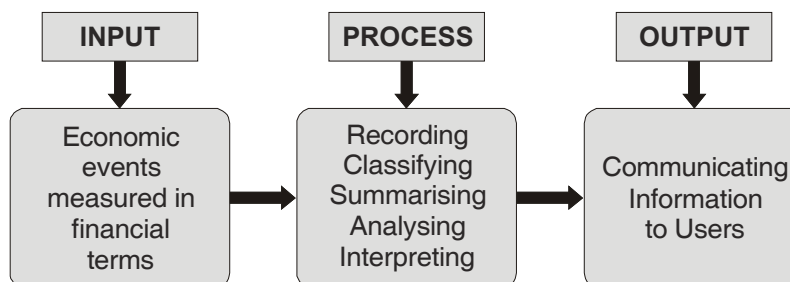 INPUT
PROCESS
OUTPUT
Economic
events
measured in
financial
terms
Recording
Classifying
Summarising
Analysing
Interpreting
Communicating
Information
to Users